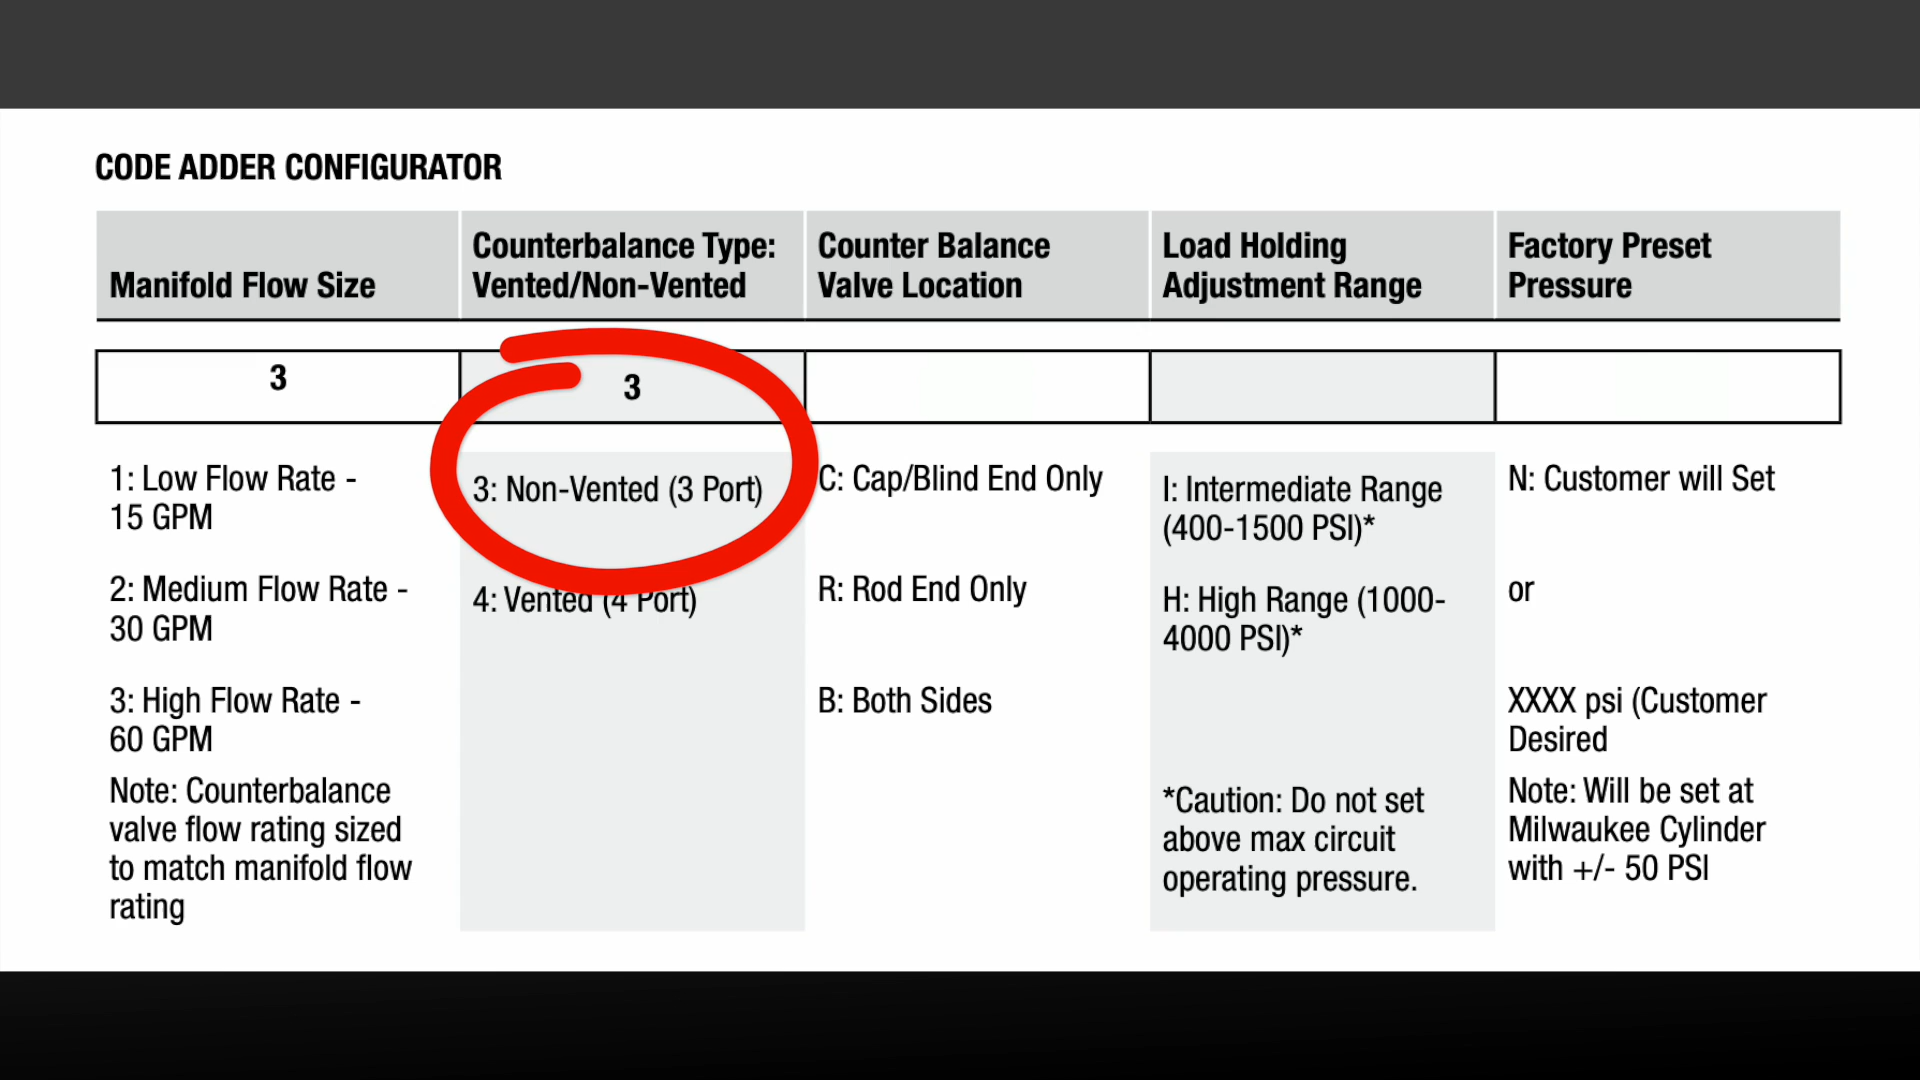 CODE ADDER CONFIGURATOR
Manifold Flow Size
Counterbalance Type:
Vented/Non-Vented
Counter Balance
Valve Location
Load Holding
Adjustment Range
Factory Preset
Pressure
3
3
1: Low Flow Rate -
15 GPM
2: Medium Flow Rate -
30 GPM
3: High Flow Rate -
60 GPM
Note: Counterbalance
valve flow rating sized
to match manifold flow
rating
3: Non-Vented (3 Port)
4: Vented (4 Port)
C: Cap/Blind End Only
R: Rod End Only
B: Both Sides
I: Intermediate Range
(400-1500 PSI)*
H: High Range (1000-
4000 PSI)*
*Caution: Do not set
above max circuit
operating pressure.
N: Customer will Set
or
XXXX psi (Customer
Desired
Note: Will be set at
Milwaukee Cylinder
with +/- 50 PSI